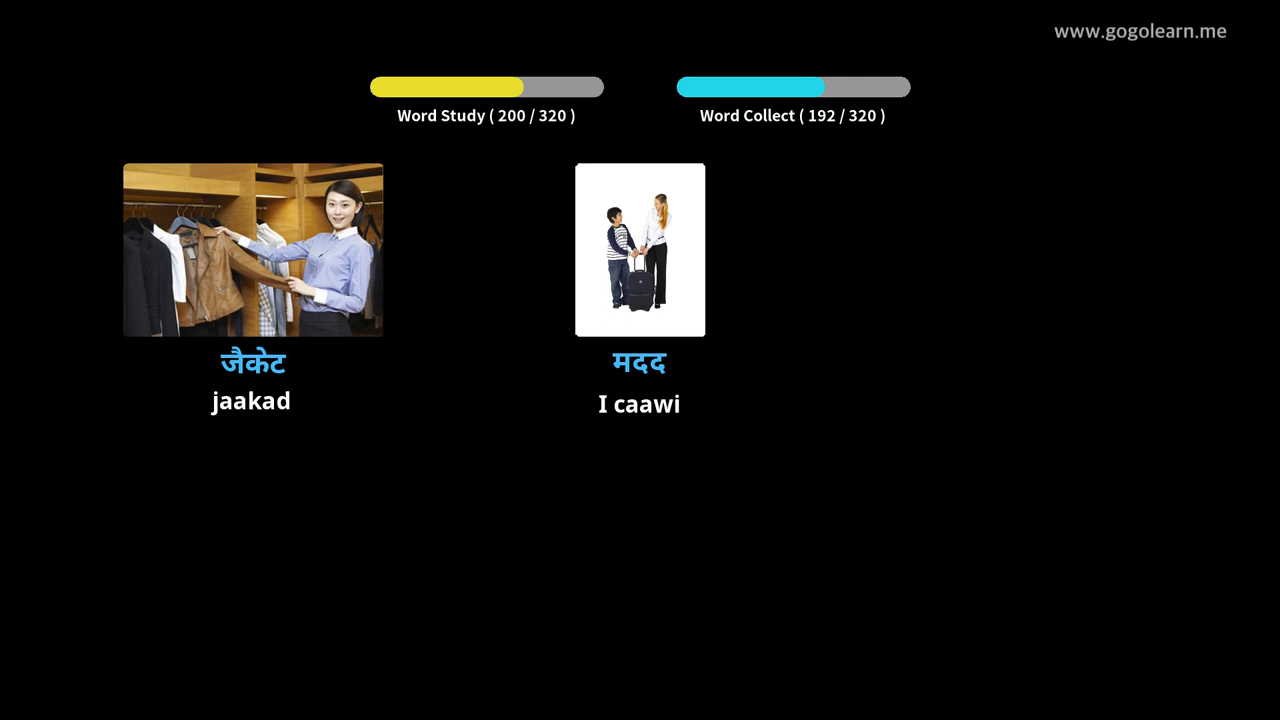 www.gogolearn.me
Word Study ( 200 / 320 )
Word Collect ( 192 / 320 )
जैकेट
jaakad
मदद
I caawi